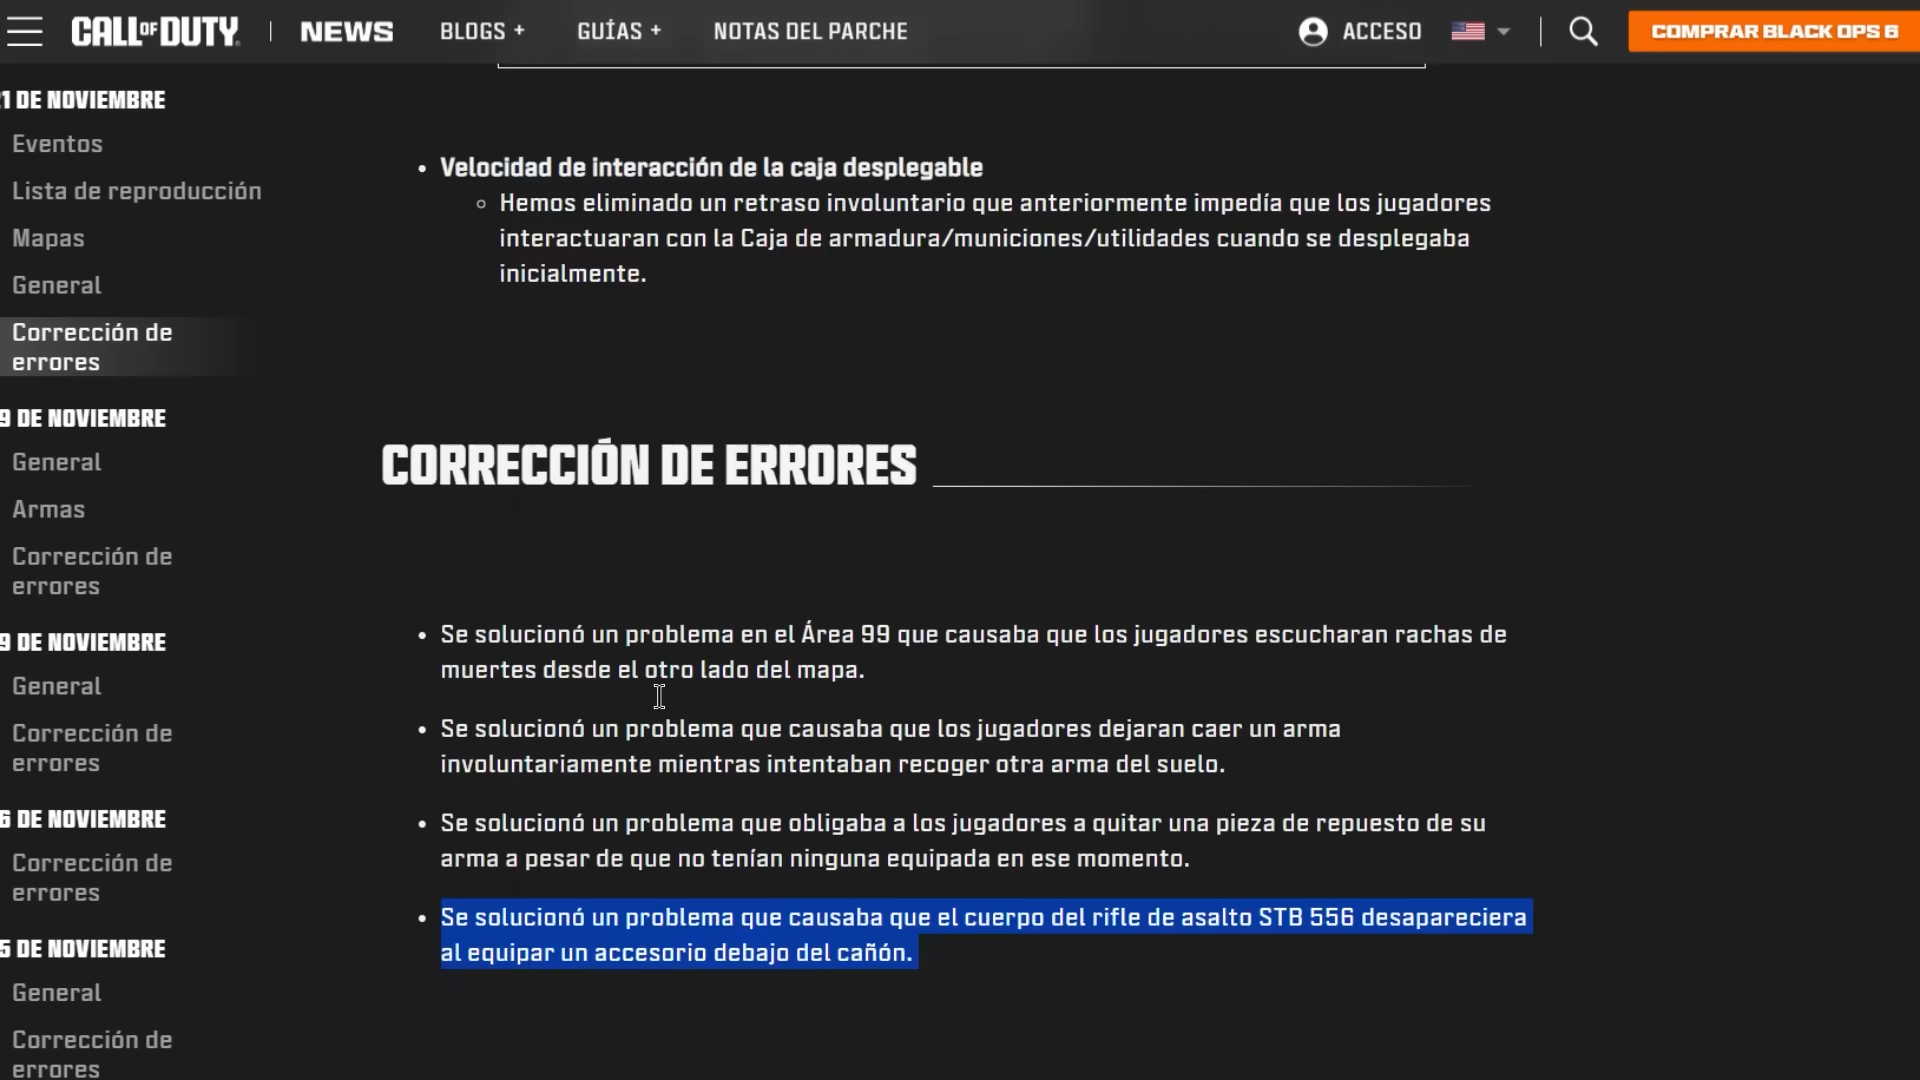 CALL OF DUTY
NEWS
BLOGS +
GUÍAS +
NOTAS DEL PARCHE
ACCESO
COMPRAR BLACK OPS 6
1 DE NOVIEMBRE
Eventos
Lista de reproducción
Mapas
General
Corrección de
errores
9 DE NOVIEMBRE
General
Armas
Corrección de
errores
9 DE NOVIEMBRE
General
Corrección de
errores
6 DE NOVIEMBRE
Corrección de
errores
5 DE NOVIEMBRE
General
Corrección de
errores
• Velocidad de interacción de la caja desplegable
Hemos eliminado un retraso involuntario que anteriormente impedía que los jugadores
interactuaran con la Caja de armadura/municiones/utilidades cuando se desplegaba
inicialmente.
CORRECCIÓN DE ERRORES
• Se solucionó un problema en el Área 99 que causaba que los jugadores escucharan rachas de
muertes desde el otro lado del mapa.
• Se solucionó un problema que causaba que los jugadores dejaran caer un arma
involuntariamente mientras intentaban recoger otra arma del suelo.
• Se solucionó un problema que obligaba a los jugadores a quitar una pieza de repuesto de su
arma a pesar de que no tenían ninguna equipada en ese momento.
• Se solucionó un problema que causaba que el cuerpo del rifle de asalto STB 556 desapareciera
al equipar un accesorio debajo del cañón.